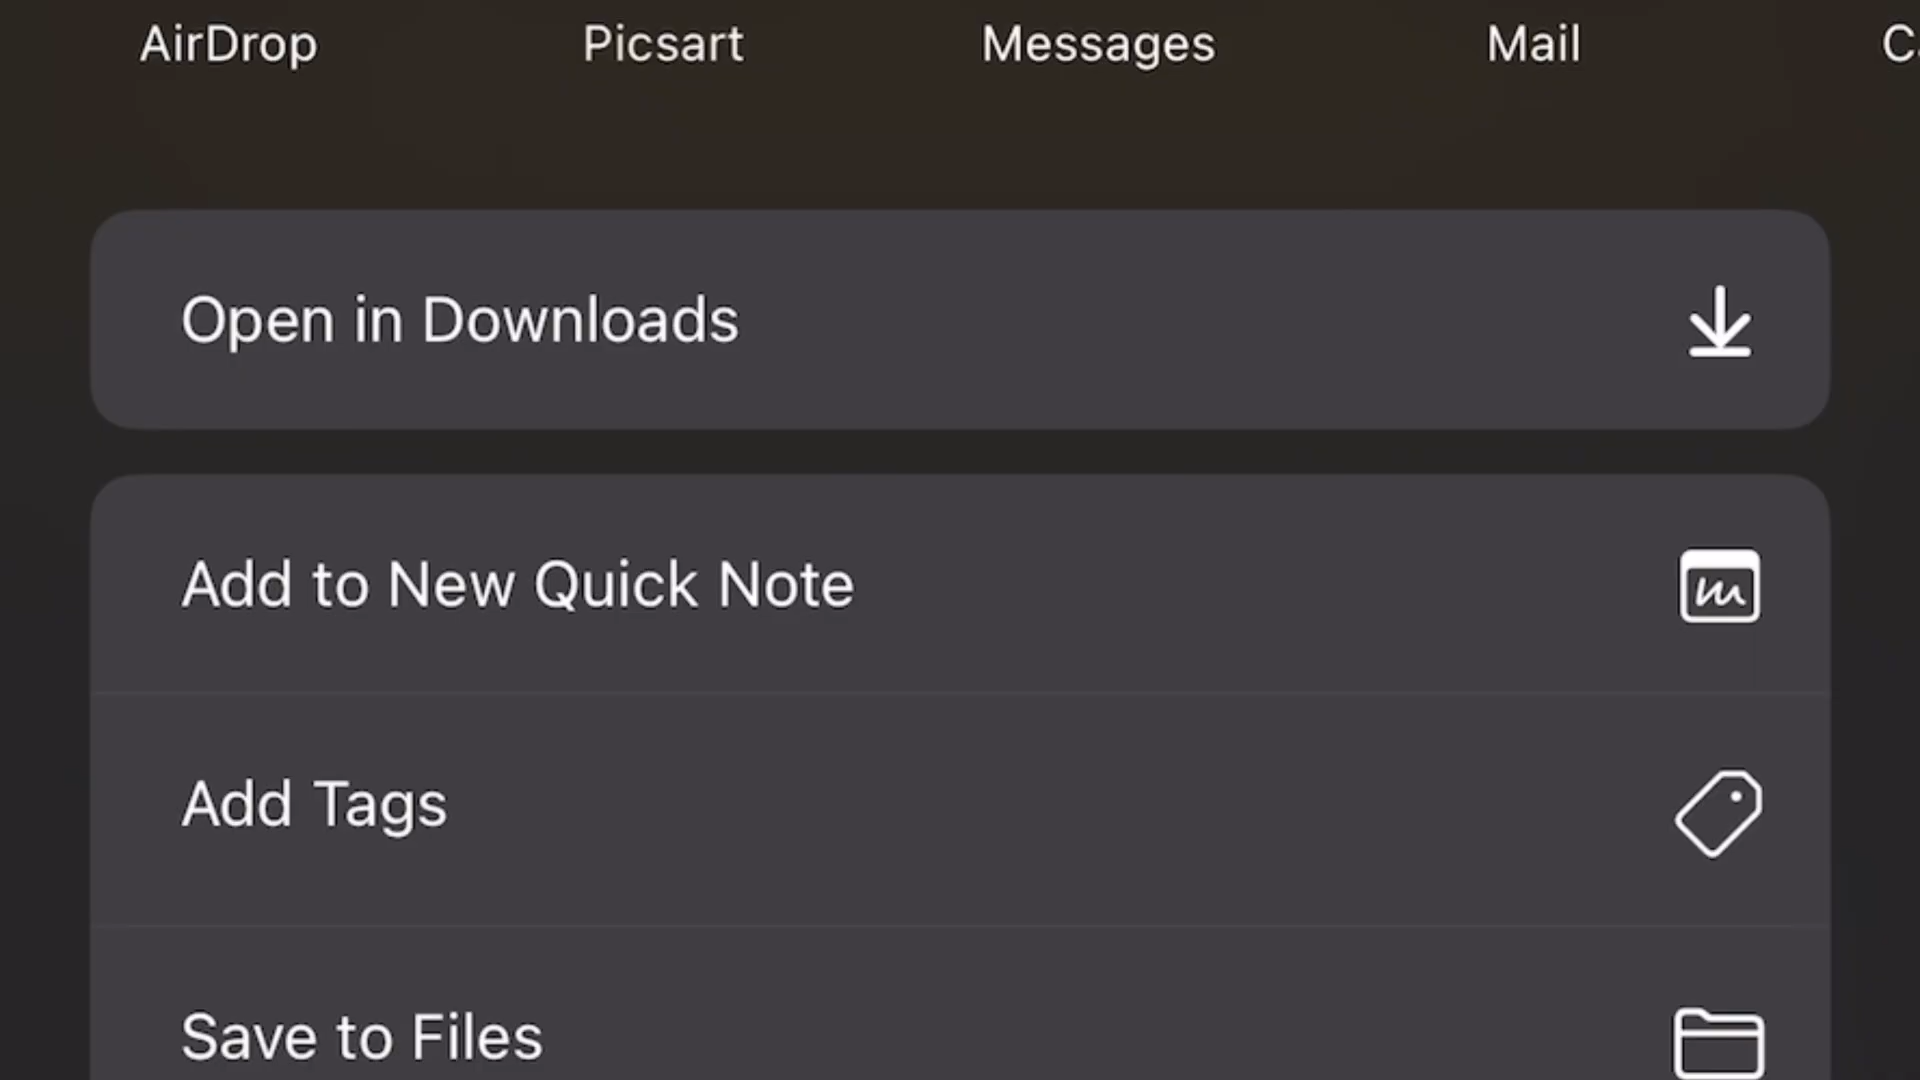 AirDrop Picsart Messages Mail
Open in Downloads
Add to New Quick Note
Add Tags
Save to Files